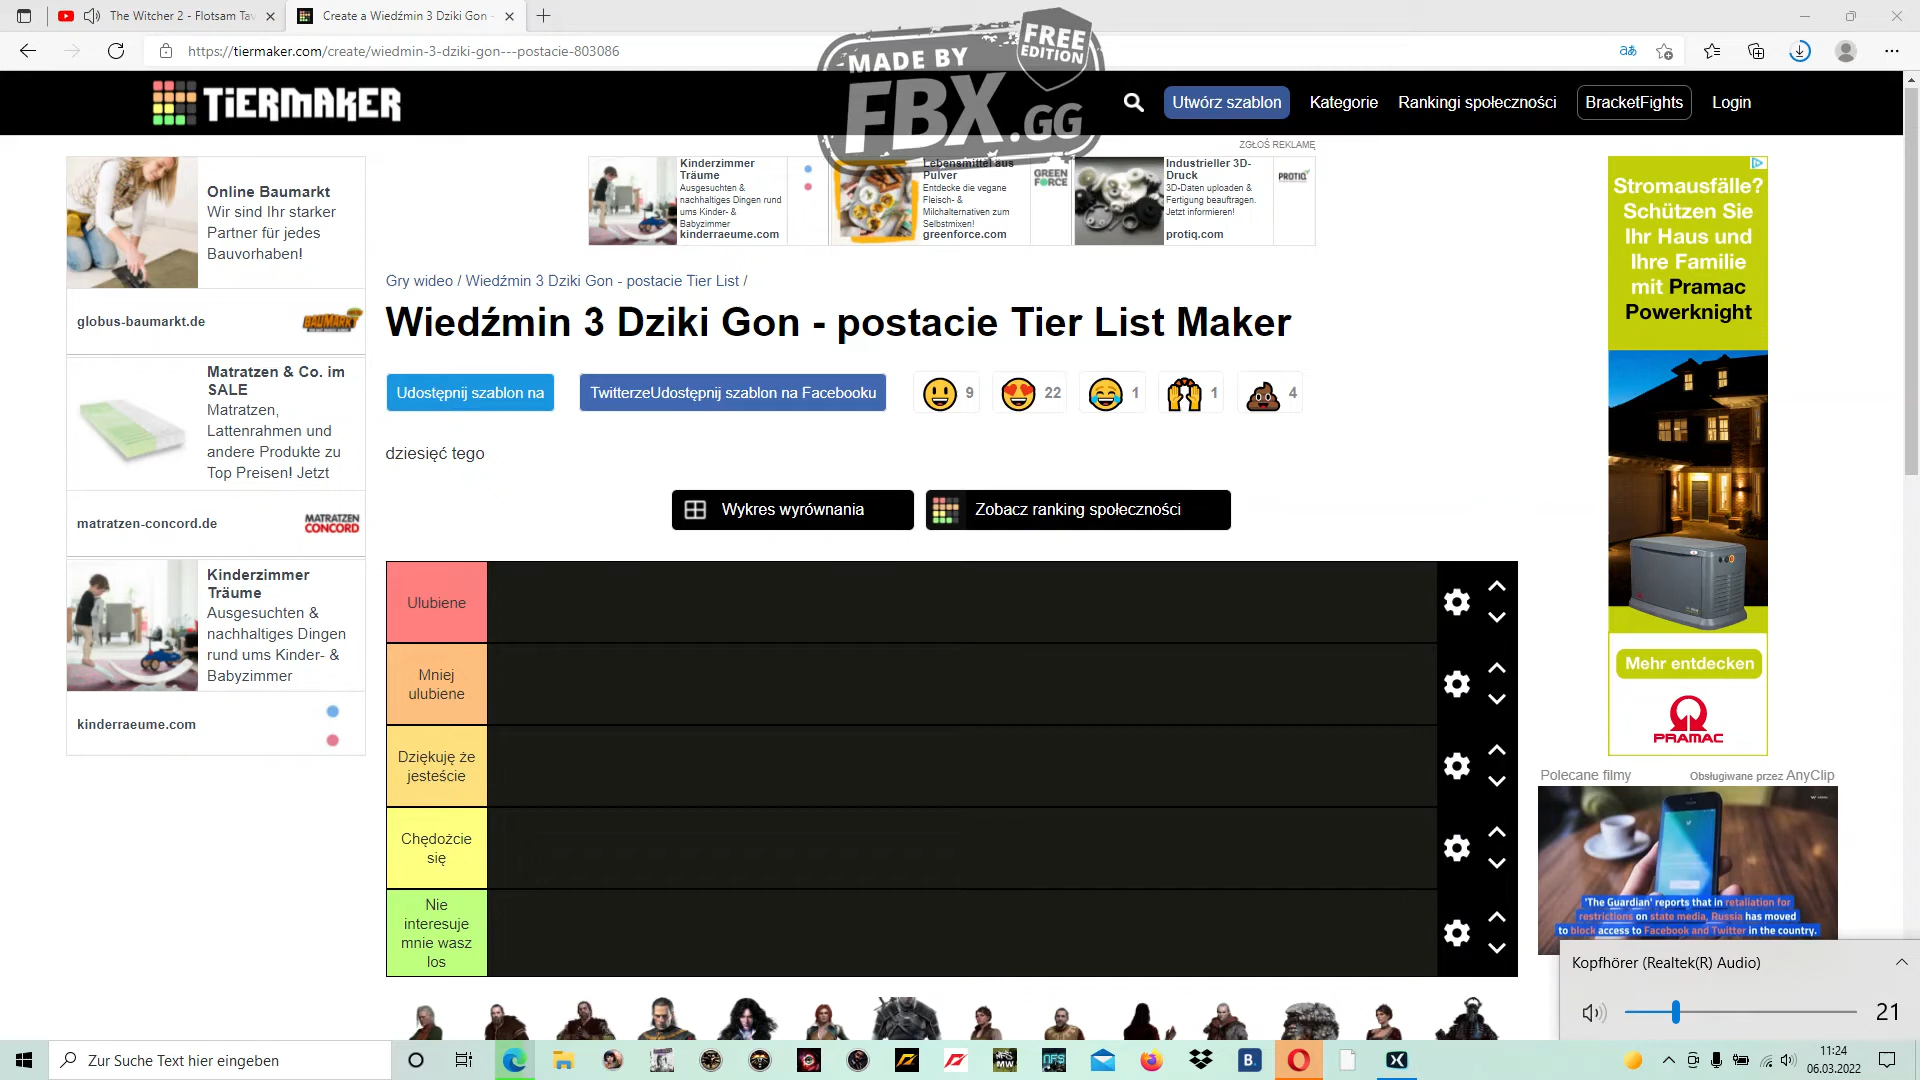 The Witcher 2 - Flotsam Tav
Create a Wiedźmin 3 Dziki Gon -
https://tiermaker.com/create/wiedmin-3-dziki-gon---postacie-803086
MADE BY
FBX.GG
FREE
EDITION
TiERMAKER
Utwórz szablon
Kategorie
Rankingi społeczności
BracketFights
Login
ZGŁOŚ REKLAMĘ
Online Baumarkt
Wir sind Ihr starker
Partner für jedes
Bauvorhaben!
globus-baumarkt.de
BAUMARKT
Matratzen & Co. im
SALE
Matratzen,
Lattenrahmen und
andere Produkte zu
Top Preisen! Jetzt
matratzen-concord.de
MATRATZEN
CONCORD
Kinderzimmer
Träume
Ausgesuchten &
nachhaltiges Dingen
rund ums Kinder- &
Babyzimmer
kinderraeume.com
Kinderzimmer
Träume
Ausgesuchten &
nachhaltiges Dingen rund
ums Kinder- &
Babyzimmer
kinderraeume.com
Lebensmittel aus
Pulver
Entdecke die vegane
Fleisch- &
Milchalternativen zum
Selbstmixen!
greenforce.com
GREEN
FORCE
Industrieller 3D-
Druck
3D-Daten uploaden &
Fertigung beauftragen.
Jetzt informieren!
protiq.com
PROTIQ
Gry wideo / Wiedźmin 3 Dziki Gon - postacie Tier List /
Wiedźmin 3 Dziki Gon - postacie Tier List Maker
Udostępnij szablon na
TwitterzeUdostępnij szablon na Facebooku
9
22
1
1
4
dziesięć tego
Wykres wyrównania
Zobacz ranking społeczności
Ulubiene
Mniej
ulubiene
Dziękuję że
jesteście
Chędożcie
się
Nie
interesuje
mnie wasz
los
Stromausfälle?
Schützen Sie
Ihr Haus und
Ihre Familie
mit Pramac
Powerknight
Mehr entdecken
PRAMAC
Polecane filmy
Obsługiwane przez AnyClip
'The Guardian' reports that in retaliation for
restrictions on state media, Russia has moved
to block access to Facebook and Twitter in the country.
Kopfhörer (Realtek(R) Audio)
21
Zur Suche Text hier eingeben
NFS
MW
NFS
B.
11:24
06.03.2022